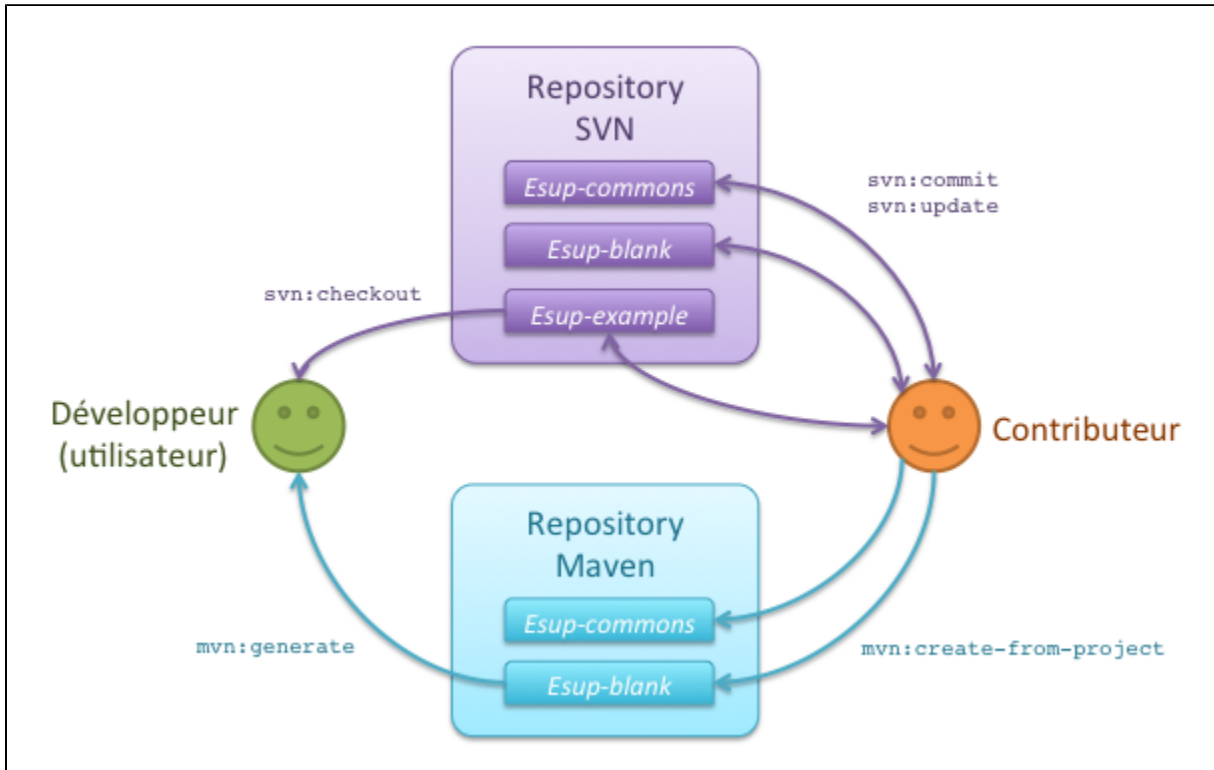 Repository
SVN
Esup-commons
svn:commit
svn:update
Esup-blank
svn:checkout
Esup-example
Développeur
(utilisateur)
Contributeur
Repository
Maven
Esup-commons
mvn:generate
mvn:create-from-project
Esup-blank